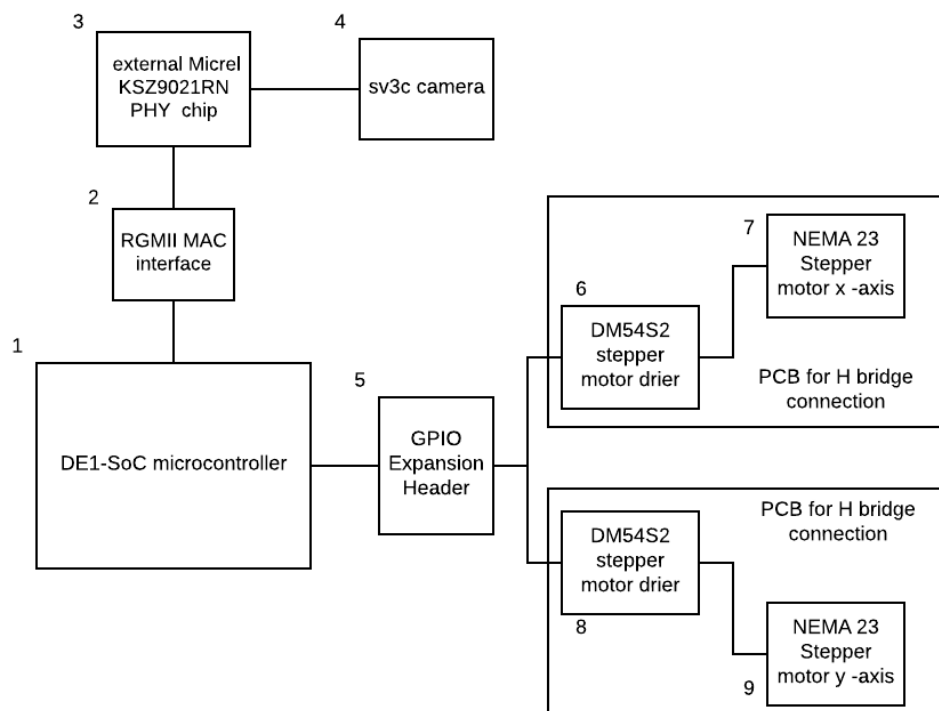 3
external Micrel
KSZ9021RN
PHY chip
4
sv3c camera
2
RGMII MAC
interface
1
DE1-SoC microcontroller
5
GPIO
Expansion
Header
6
DM54S2
stepper
motor drier
7
NEMA 23
Stepper
motor x -axis
PCB for H bridge
connection
PCB for H bridge
connection
DM54S2
stepper
motor drier
8
NEMA 23
Stepper
motor y -axis
9